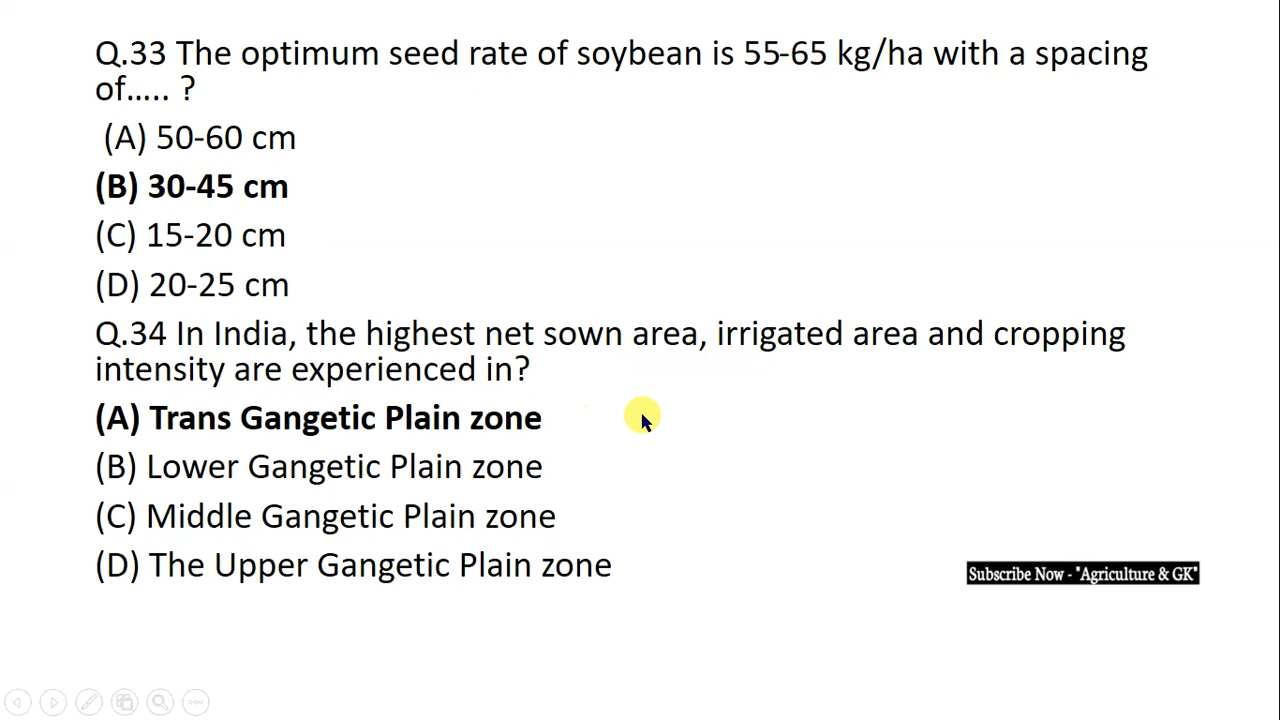 Q.33 The optimum seed rate of soybean is 55-65 kg/ha with a spacing
of..... ?
(A) 50-60 cm
(B) 30-45 cm
(C) 15-20 cm
(D) 20-25 cm
Q.34 In India, the highest net sown area, irrigated area and cropping
intensity are experienced in?
(A) Trans Gangetic Plain zone
(B) Lower Gangetic Plain zone
(C) Middle Gangetic Plain zone
(D) The Upper Gangetic Plain zone
Subscribe Now - "Agriculture & GK"